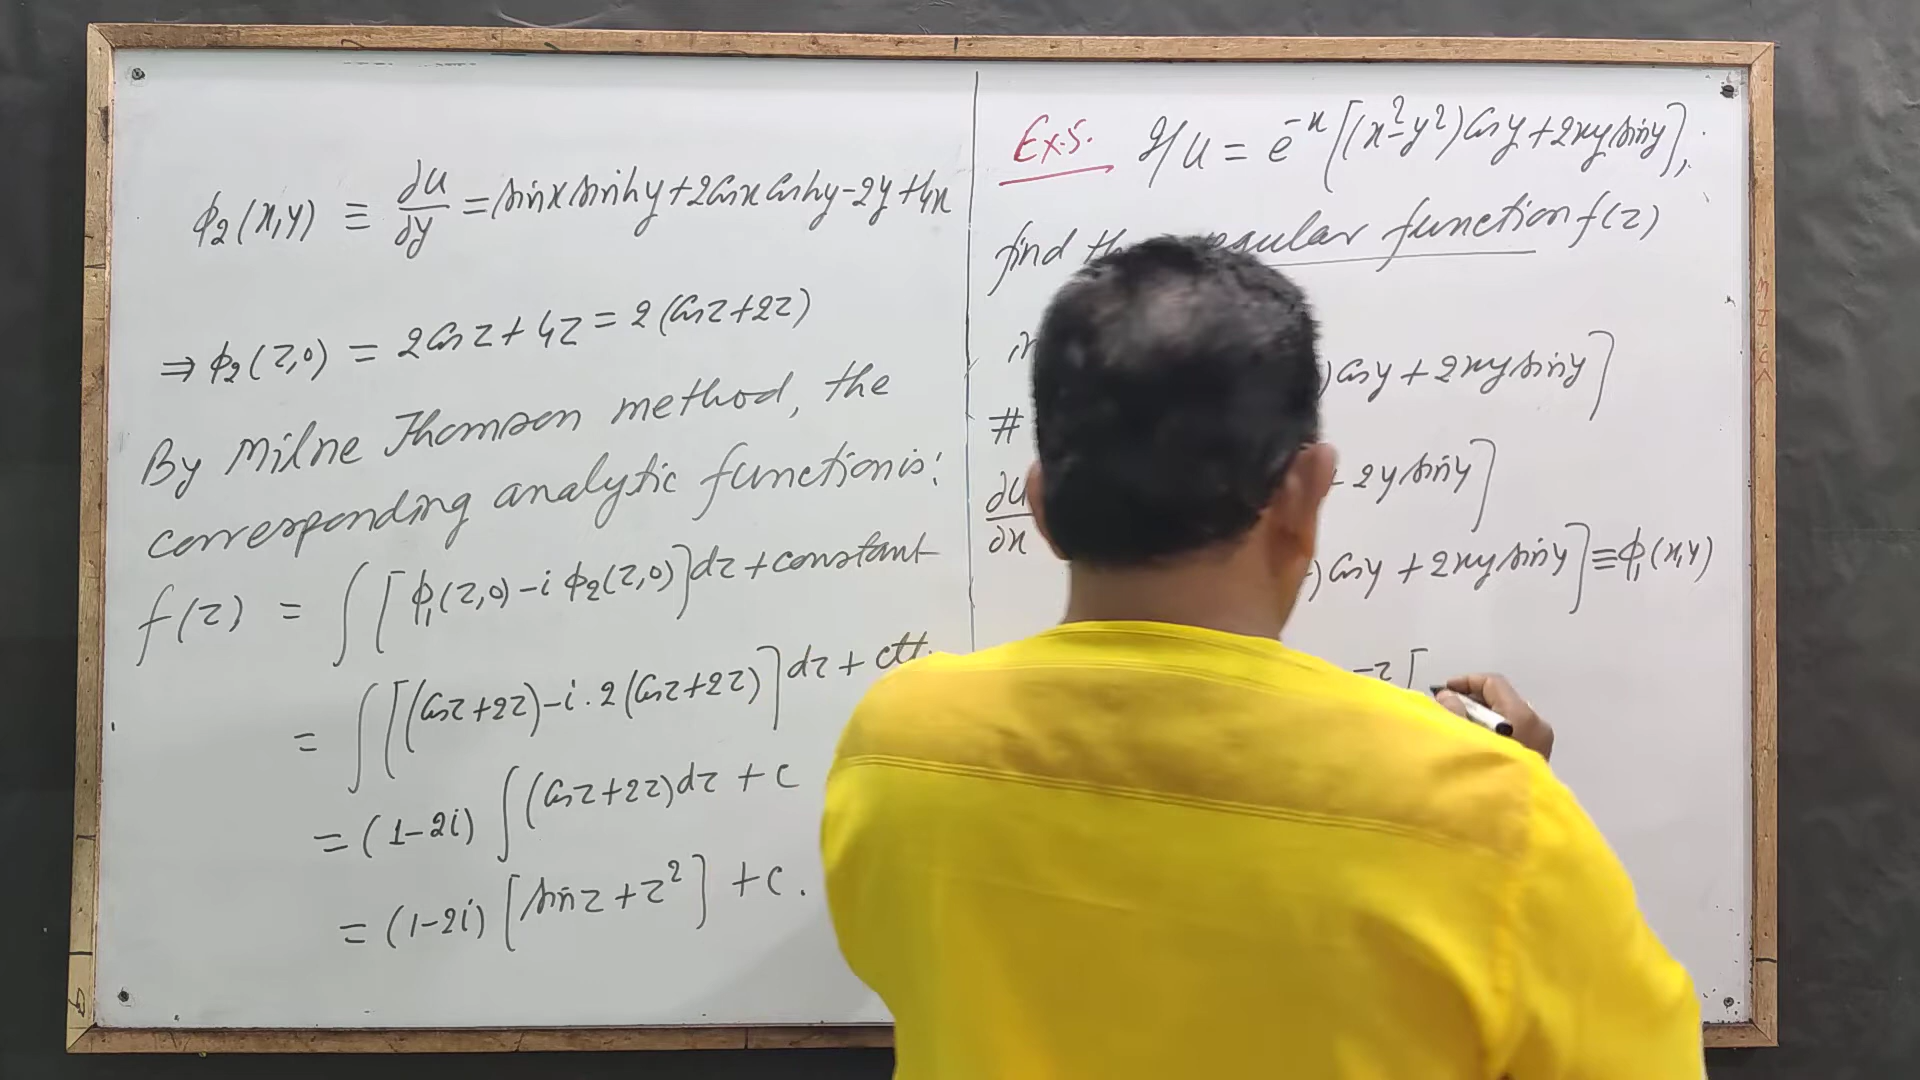 ϕ₂(x,y) ≡ ∂u/∂y = sinx sinhy + 2cosx coshy - 2y + 4x
⇒ ϕ₂(z,0) = 2cosz + 4z = 2(cosz+2z)
By Milne Thomson method, the
corresponding analytic function is:
f(z) = ∫[ϕ₁(z,0) - i ϕ₂(z,0)]dz + constant
= ∫[(cosz+2z) - i.2(cosz+2z)]dz + ctt.
= (1-2i) ∫(cosz+2z)dz + c
= (1-2i) [sinz + z²] + c.
Ex.5. If u = e⁻ˣ[(x²-y²)cosy + 2xy siny],
find function f(z)
)cosy + 2xy siny]
#
∂u/∂x 2y siny]
)cosy + 2xy siny] ≡ ϕ₁(x,y)
-z [